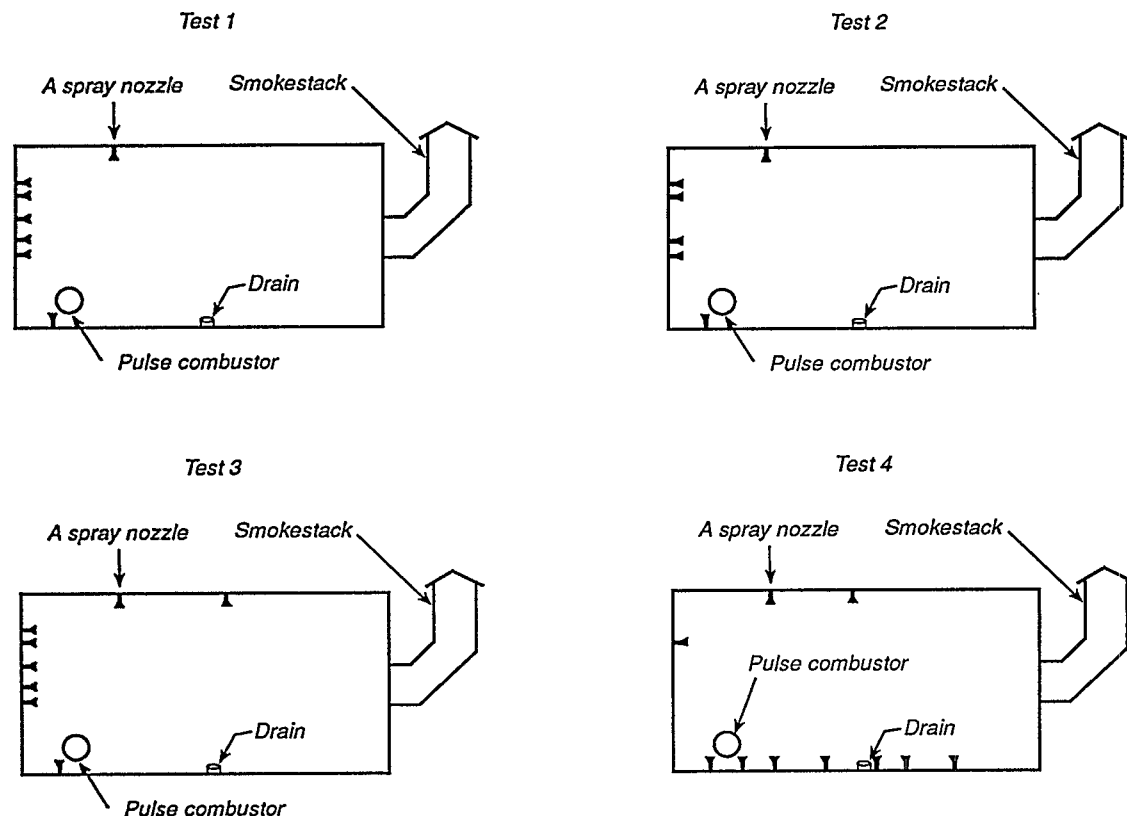 Test 1
A spray nozzle
Smokestack
Drain
Pulse combustor
Test 2
A spray nozzle
Smokestack
Drain
Pulse combustor
Test 3
A spray nozzle
Smokestack
Drain
Pulse combustor
Test 4
A spray nozzle
Smokestack
Pulse combustor
Drain